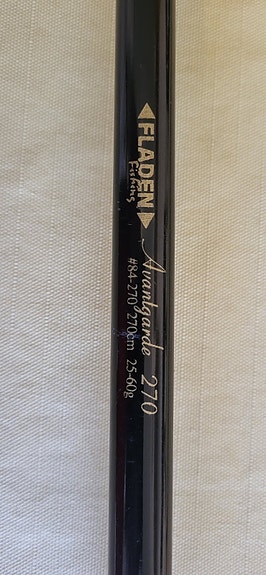 FLADEN
Fishing
Avantgarde 270
#84-270 270cm 25-60g